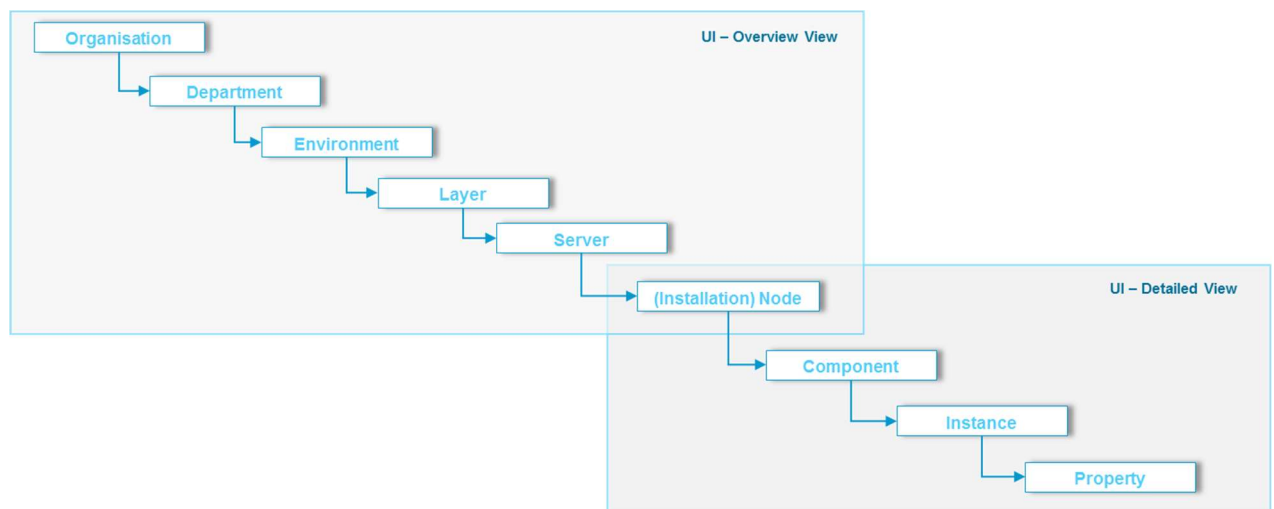 Organisation
UI – Overview View
Department
Environment
Layer
Server
(Installation) Node
UI – Detailed View
Component
Instance
Property